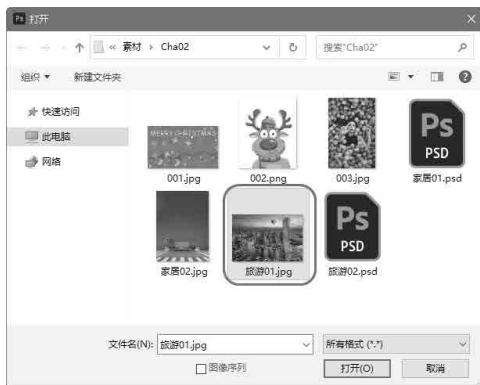 Ps 打开
« 素材 › Cha02
搜索"Cha02"
组织 新建文件夹
快速访问
此电脑
网络
MERRY CHRISTMAS
001.jpg
002.png
003.jpg
Ps
PSD
家居01.psd
家居02.jpg
旅游01.jpg
Ps
PSD
旅游02.psd
文件名(N): 旅游01.jpg
所有格式 (*.*)
图像序列
打开(O)
取消